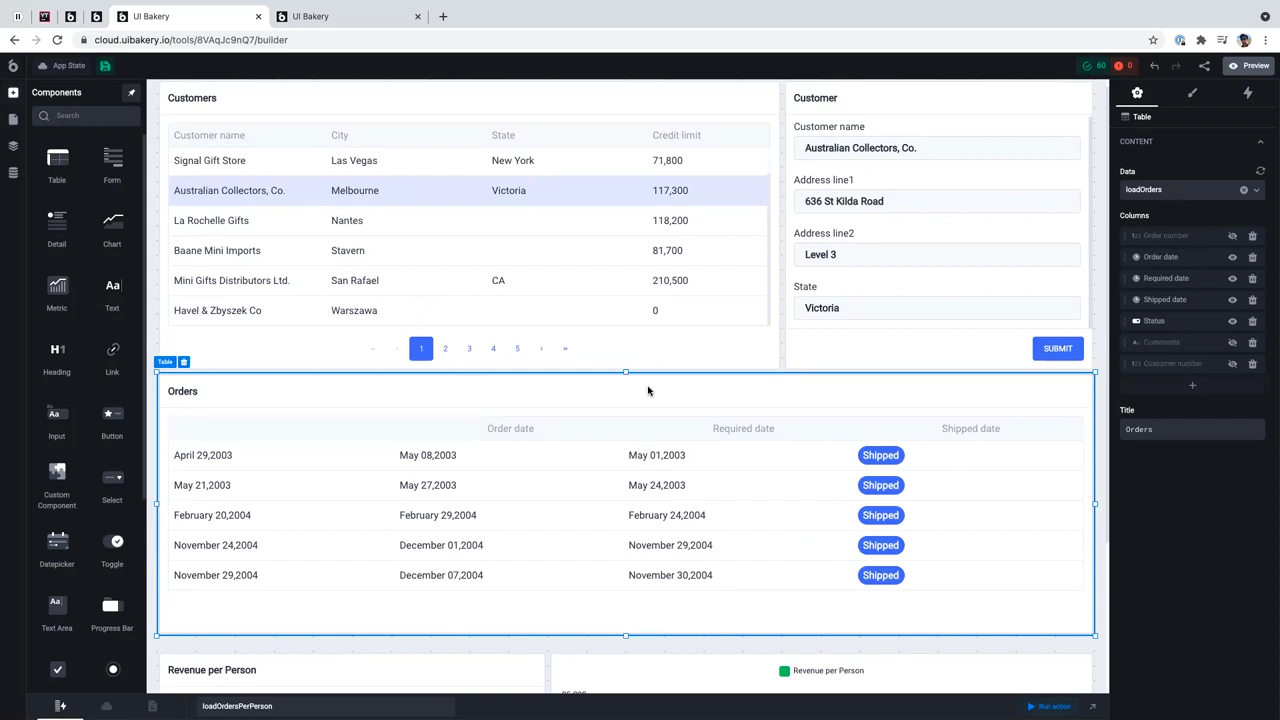 UI Bakery
UI Bakery
cloud.uibakery.io/tools/8VAqJc9nQ7/builder
App State
60
0
Preview
Components
Search
Table
Form
Detail
Chart
Metric
Aa
Text
H1
Heading
Link
Aa
Input
Button
Custom
Component
Select
Datepicker
Toggle
Aa
Text Area
Progress Bar
Customers
Customer name City State Credit limit
Signal Gift Store Las Vegas New York 71,800
Australian Collectors, Co. Melbourne Victoria 117,300
La Rochelle Gifts Nantes 118,200
Baane Mini Imports Stavern 81,700
Mini Gifts Distributors Ltd. San Rafael CA 210,500
Havel & Zbyszek Co Warszawa 0
« ‹ 1 2 3 4 5 › »
Customer
Customer name
Australian Collectors, Co.
Address line1
636 St Kilda Road
Address line2
Level 3
State
Victoria
SUBMIT
Table
Orders
Order date Required date Shipped date
April 29,2003 May 08,2003 May 01,2003 Shipped
May 21,2003 May 27,2003 May 24,2003 Shipped
February 20,2004 February 29,2004 February 24,2004 Shipped
November 24,2004 December 01,2004 November 29,2004 Shipped
November 29,2004 December 07,2004 November 30,2004 Shipped
Revenue per Person
Revenue per Person
loadOrdersPerPerson
Run action
Table
CONTENT
Data
loadOrders
Columns
123 Order number
Order date
Required date
Shipped date
Status
Aa Comments
123 Customer number
Title
Orders